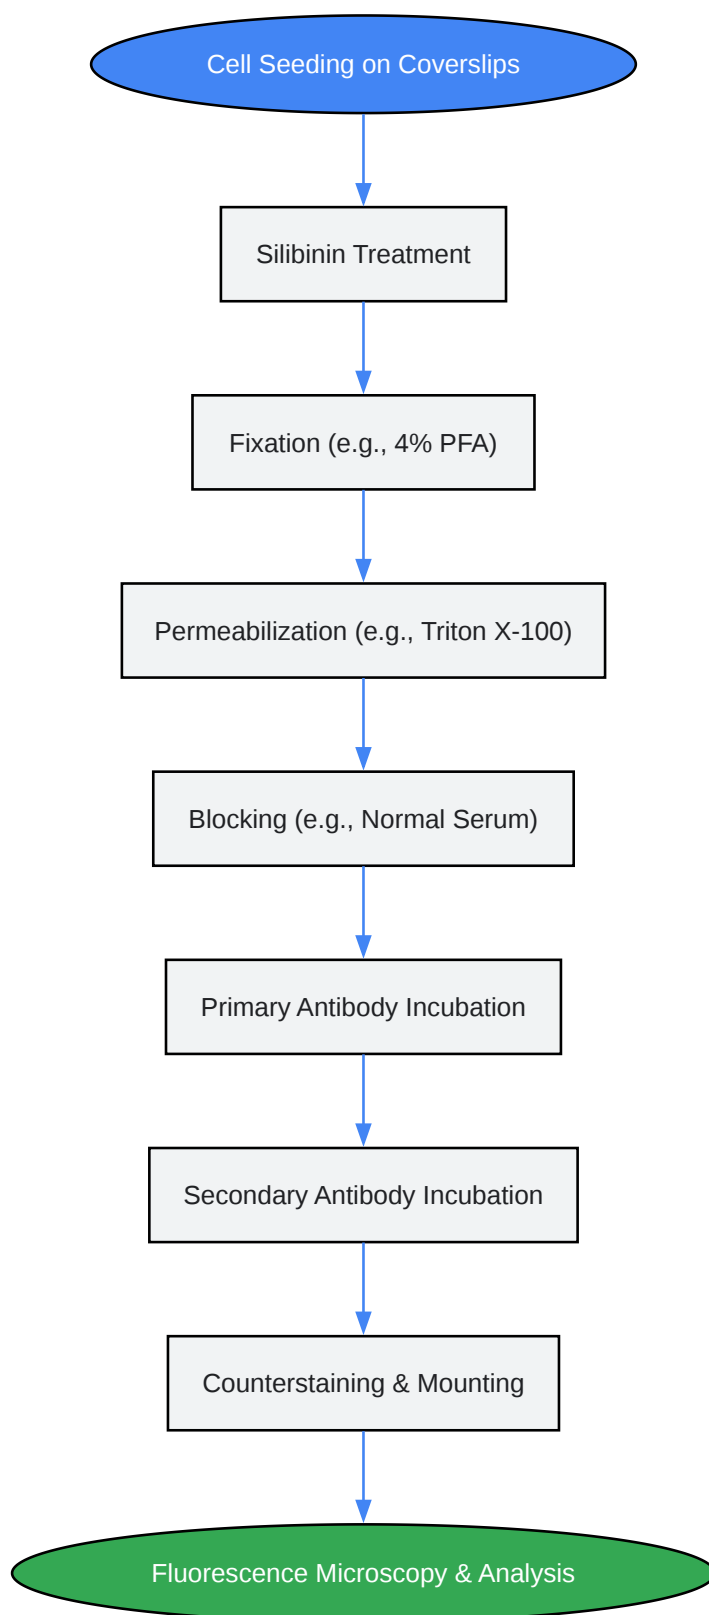 Cell Seeding on Coverslips
Silibinin Treatment
Fixation (e.g., 4% PFA)
Permeabilization (e.g., Triton X-100)
Blocking (e.g., Normal Serum)
Primary Antibody Incubation
Secondary Antibody Incubation
Counterstaining & Mounting
Fluorescence Microscopy & Analysis